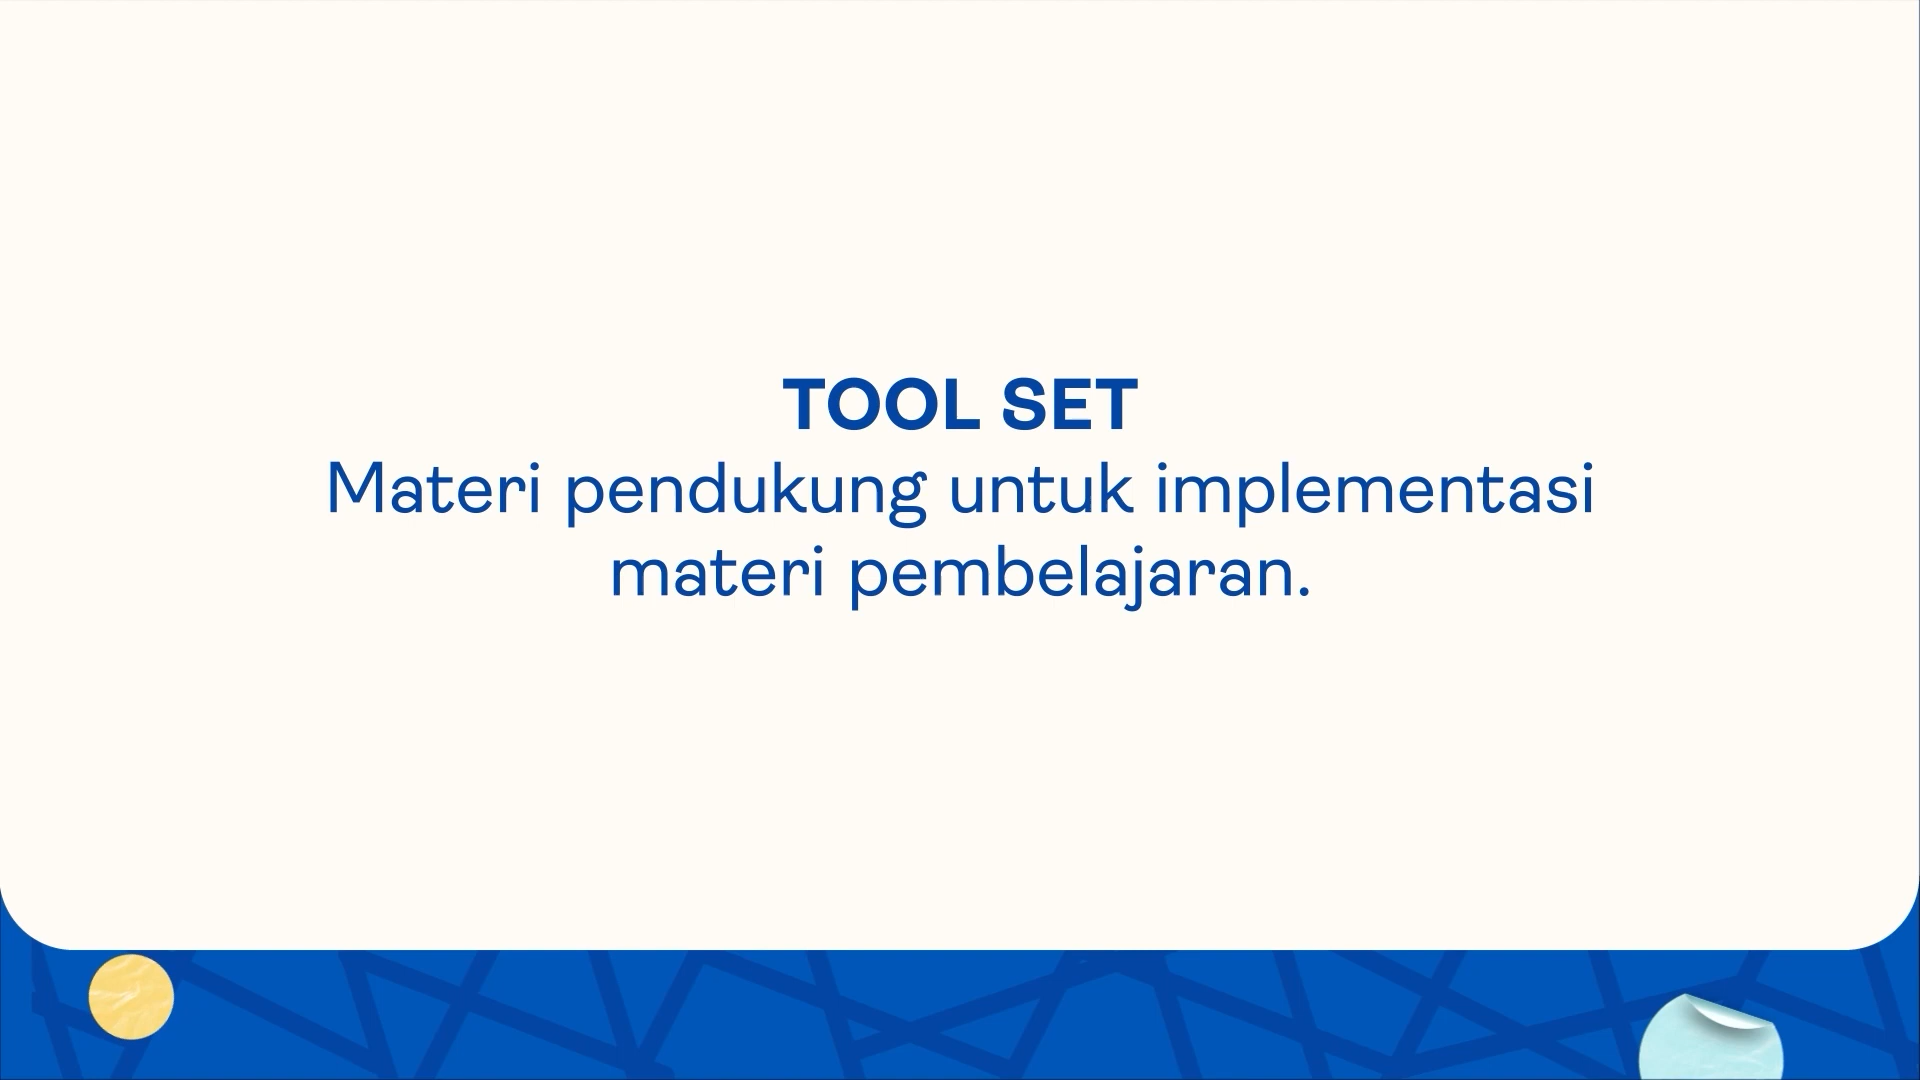 TOOL SET
Materi pendukung untuk implementasi
materi pembelajaran.